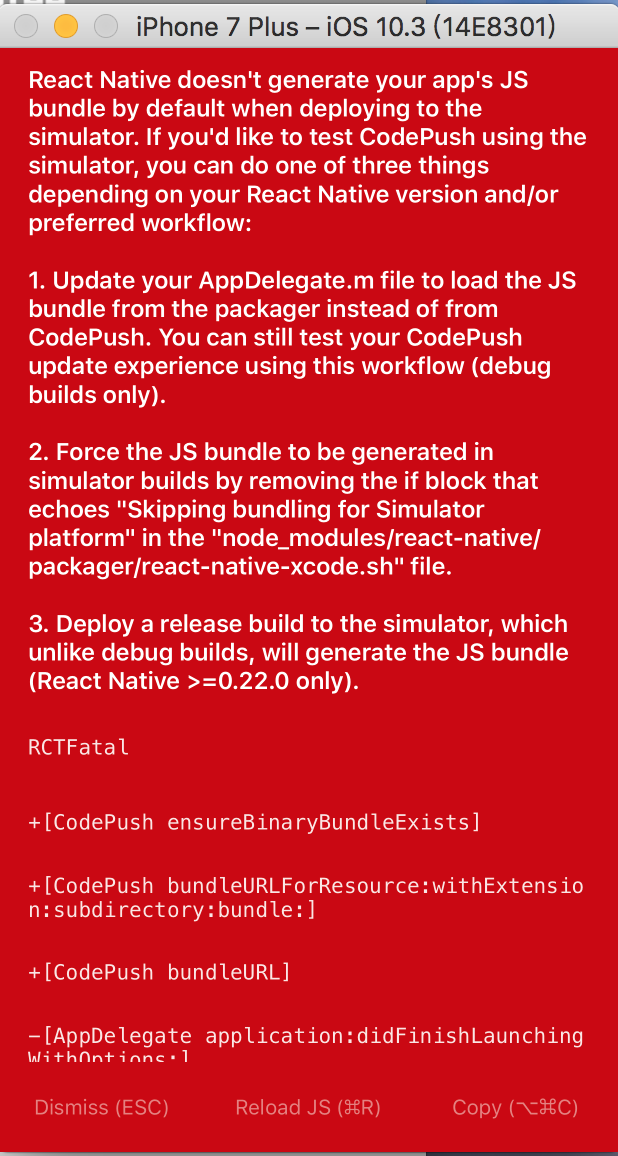 iPhone 7 Plus – iOS 10.3 (14E8301)
React Native doesn't generate your app's JS
bundle by default when deploying to the
simulator. If you'd like to test CodePush using the
simulator, you can do one of three things
depending on your React Native version and/or
preferred workflow:
1. Update your AppDelegate.m file to load the JS
bundle from the packager instead of from
CodePush. You can still test your CodePush
update experience using this workflow (debug
builds only).
2. Force the JS bundle to be generated in
simulator builds by removing the if block that
echoes "Skipping bundling for Simulator
platform" in the "node_modules/react-native/
packager/react-native-xcode.sh" file.
3. Deploy a release build to the simulator, which
unlike debug builds, will generate the JS bundle
(React Native >=0.22.0 only).
RCTFatal
+[CodePush ensureBinaryBundleExists]
+[CodePush bundleURLForResource:withExtensio
n:subdirectory:bundle:]
+[CodePush bundleURL]
-[AppDelegate application:didFinishLaunching
WithOptions:]
Dismiss (ESC) Reload JS (⌘R) Copy (⌥⌘C)